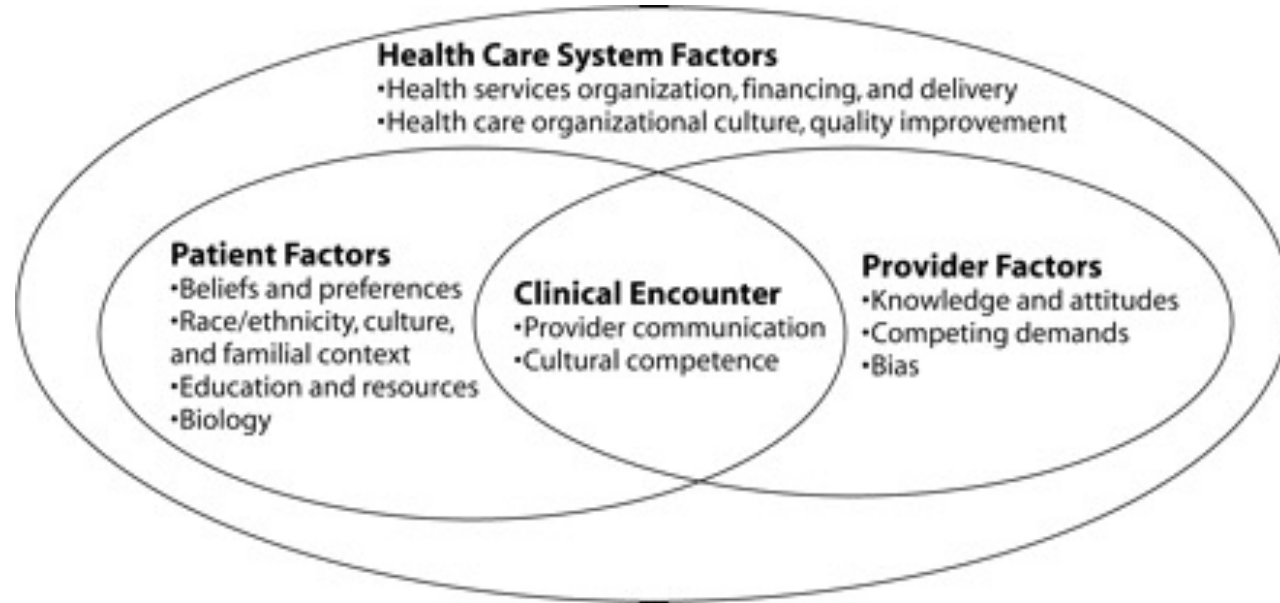 Health Care System Factors
•Health services organization, financing, and delivery
•Health care organizational culture, quality improvement
Patient Factors
•Beliefs and preferences
•Race/ethnicity, culture,
and familial context
•Education and resources
•Biology
Clinical Encounter
•Provider communication
•Cultural competence
Provider Factors
•Knowledge and attitudes
•Competing demands
•Bias